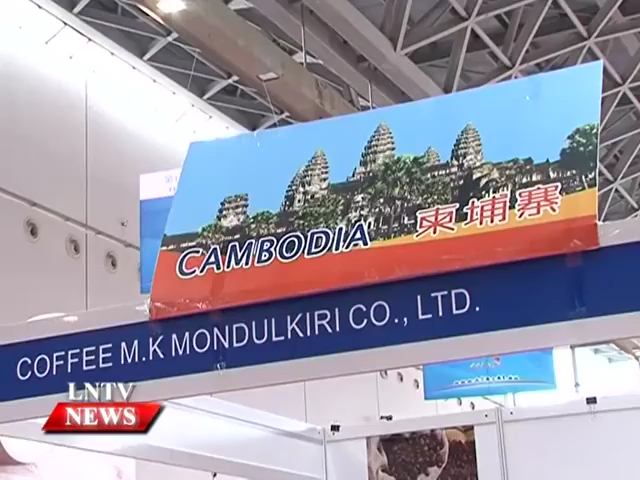 CAMBODIA 柬埔寨
COFFEE M.K MONDULKIRI CO., LTD.
LNTV
NEWS